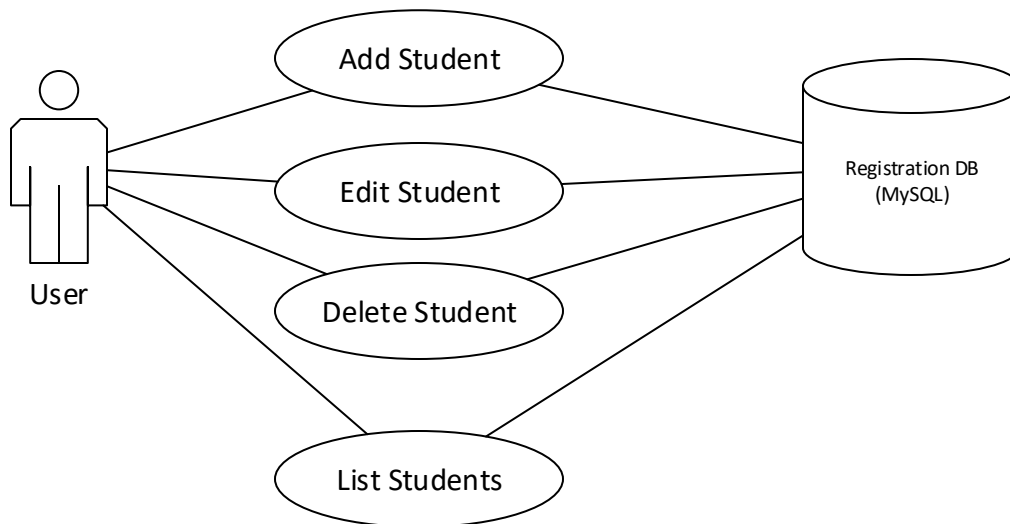 Add Student
Edit Student
Registration DB
(MySQL)
User
Delete Student
List Students